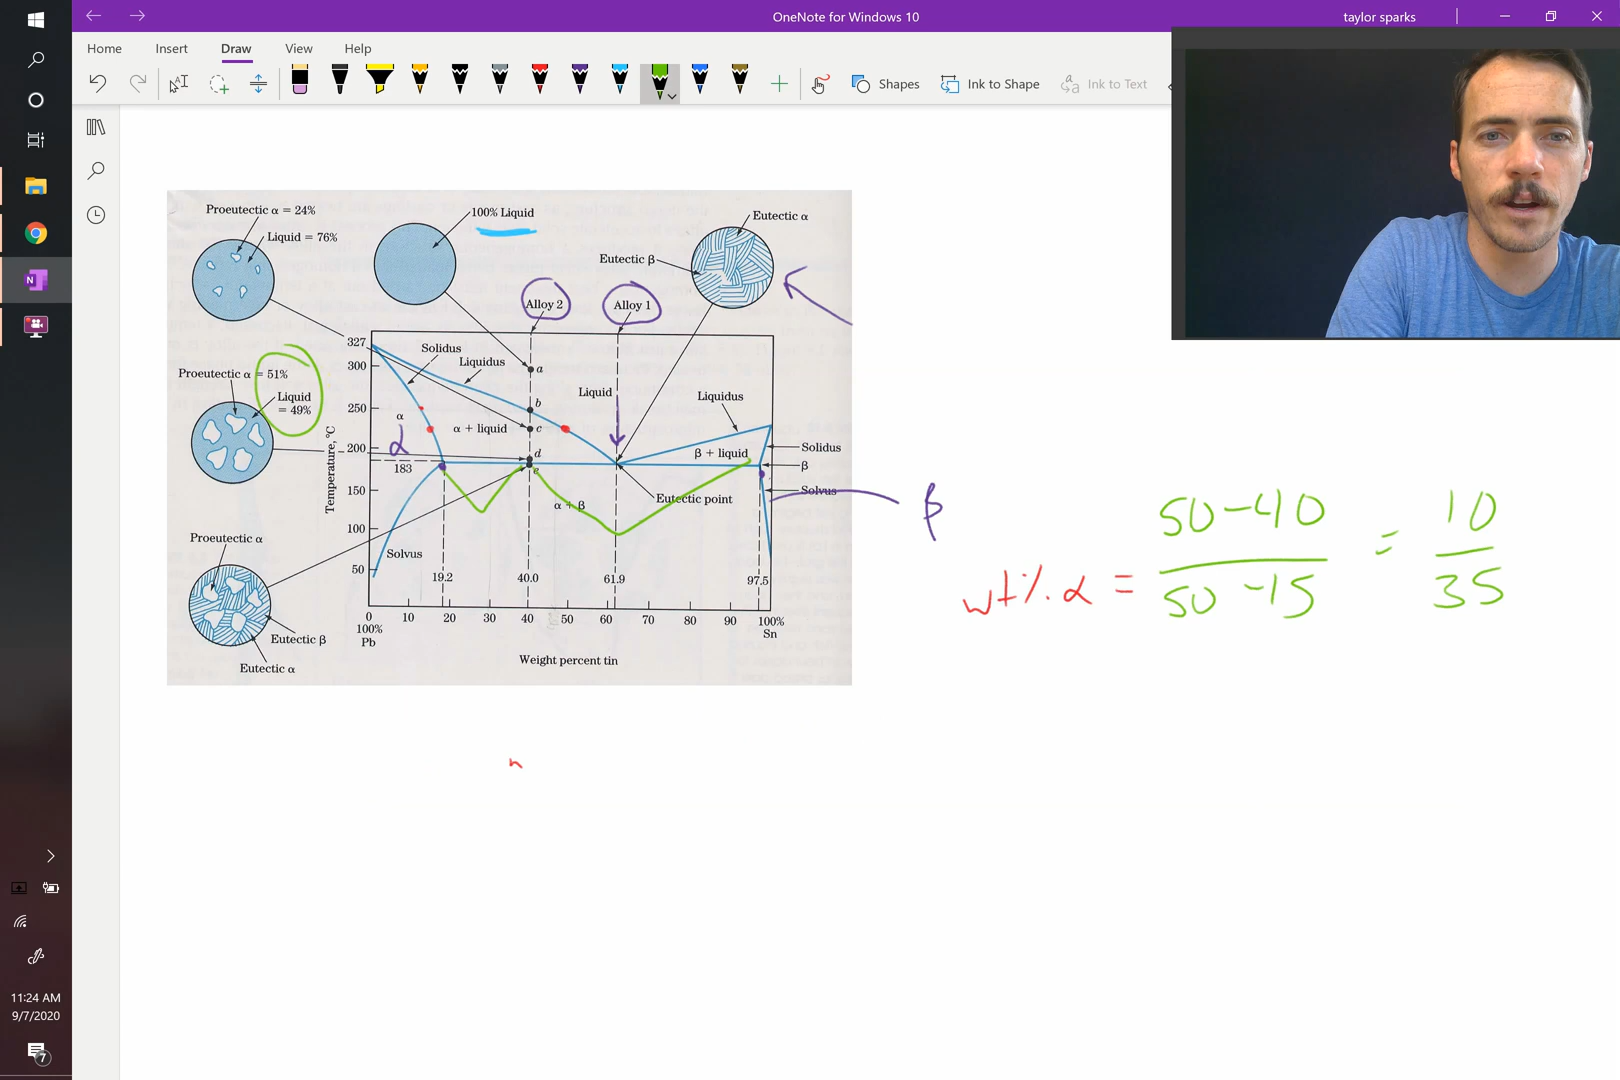 OneNote for Windows 10
taylor sparks
Home Insert Draw View Help
Shapes
Ink to Shape
Ink to Text
Proeutectic α = 24%
Liquid = 76%
100% Liquid
Eutectic α
Eutectic β
Alloy 2
Alloy 1
Proeutectic α = 51%
Liquid
= 49%
Proeutectic α
Eutectic β
Eutectic α
Temperature, °C
327
300
250
200
183
150
100
50
Solidus
Liquidus
α
α
α + liquid
Liquid
a
b
c
d
e
Liquidus
β + liquid
Solidus
β
Solvus
Eutectic point
α + β
Solvus
19.2
40.0
61.9
97.5
0 10 20 30 40 50 60 70 80 90 100%
100%
Pb
Sn
Weight percent tin
β
wt% α = 50-40 = 10
50-15 35
n
11:24 AM
9/7/2020
7